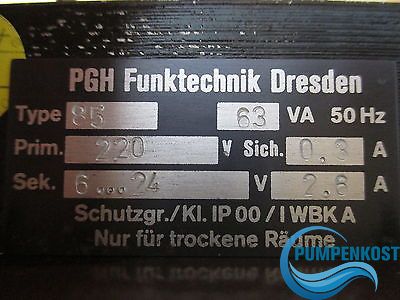 PGH Funktechnik Dresden
Type 85 63 VA 50 Hz
Prim. 220 V Sich. 0.3 A
Sek. 6...24 V 2.6 A
Schutzgr./Kl. IP 00 / I WBK A
Nur für trockene Räume
PUMPENKOST